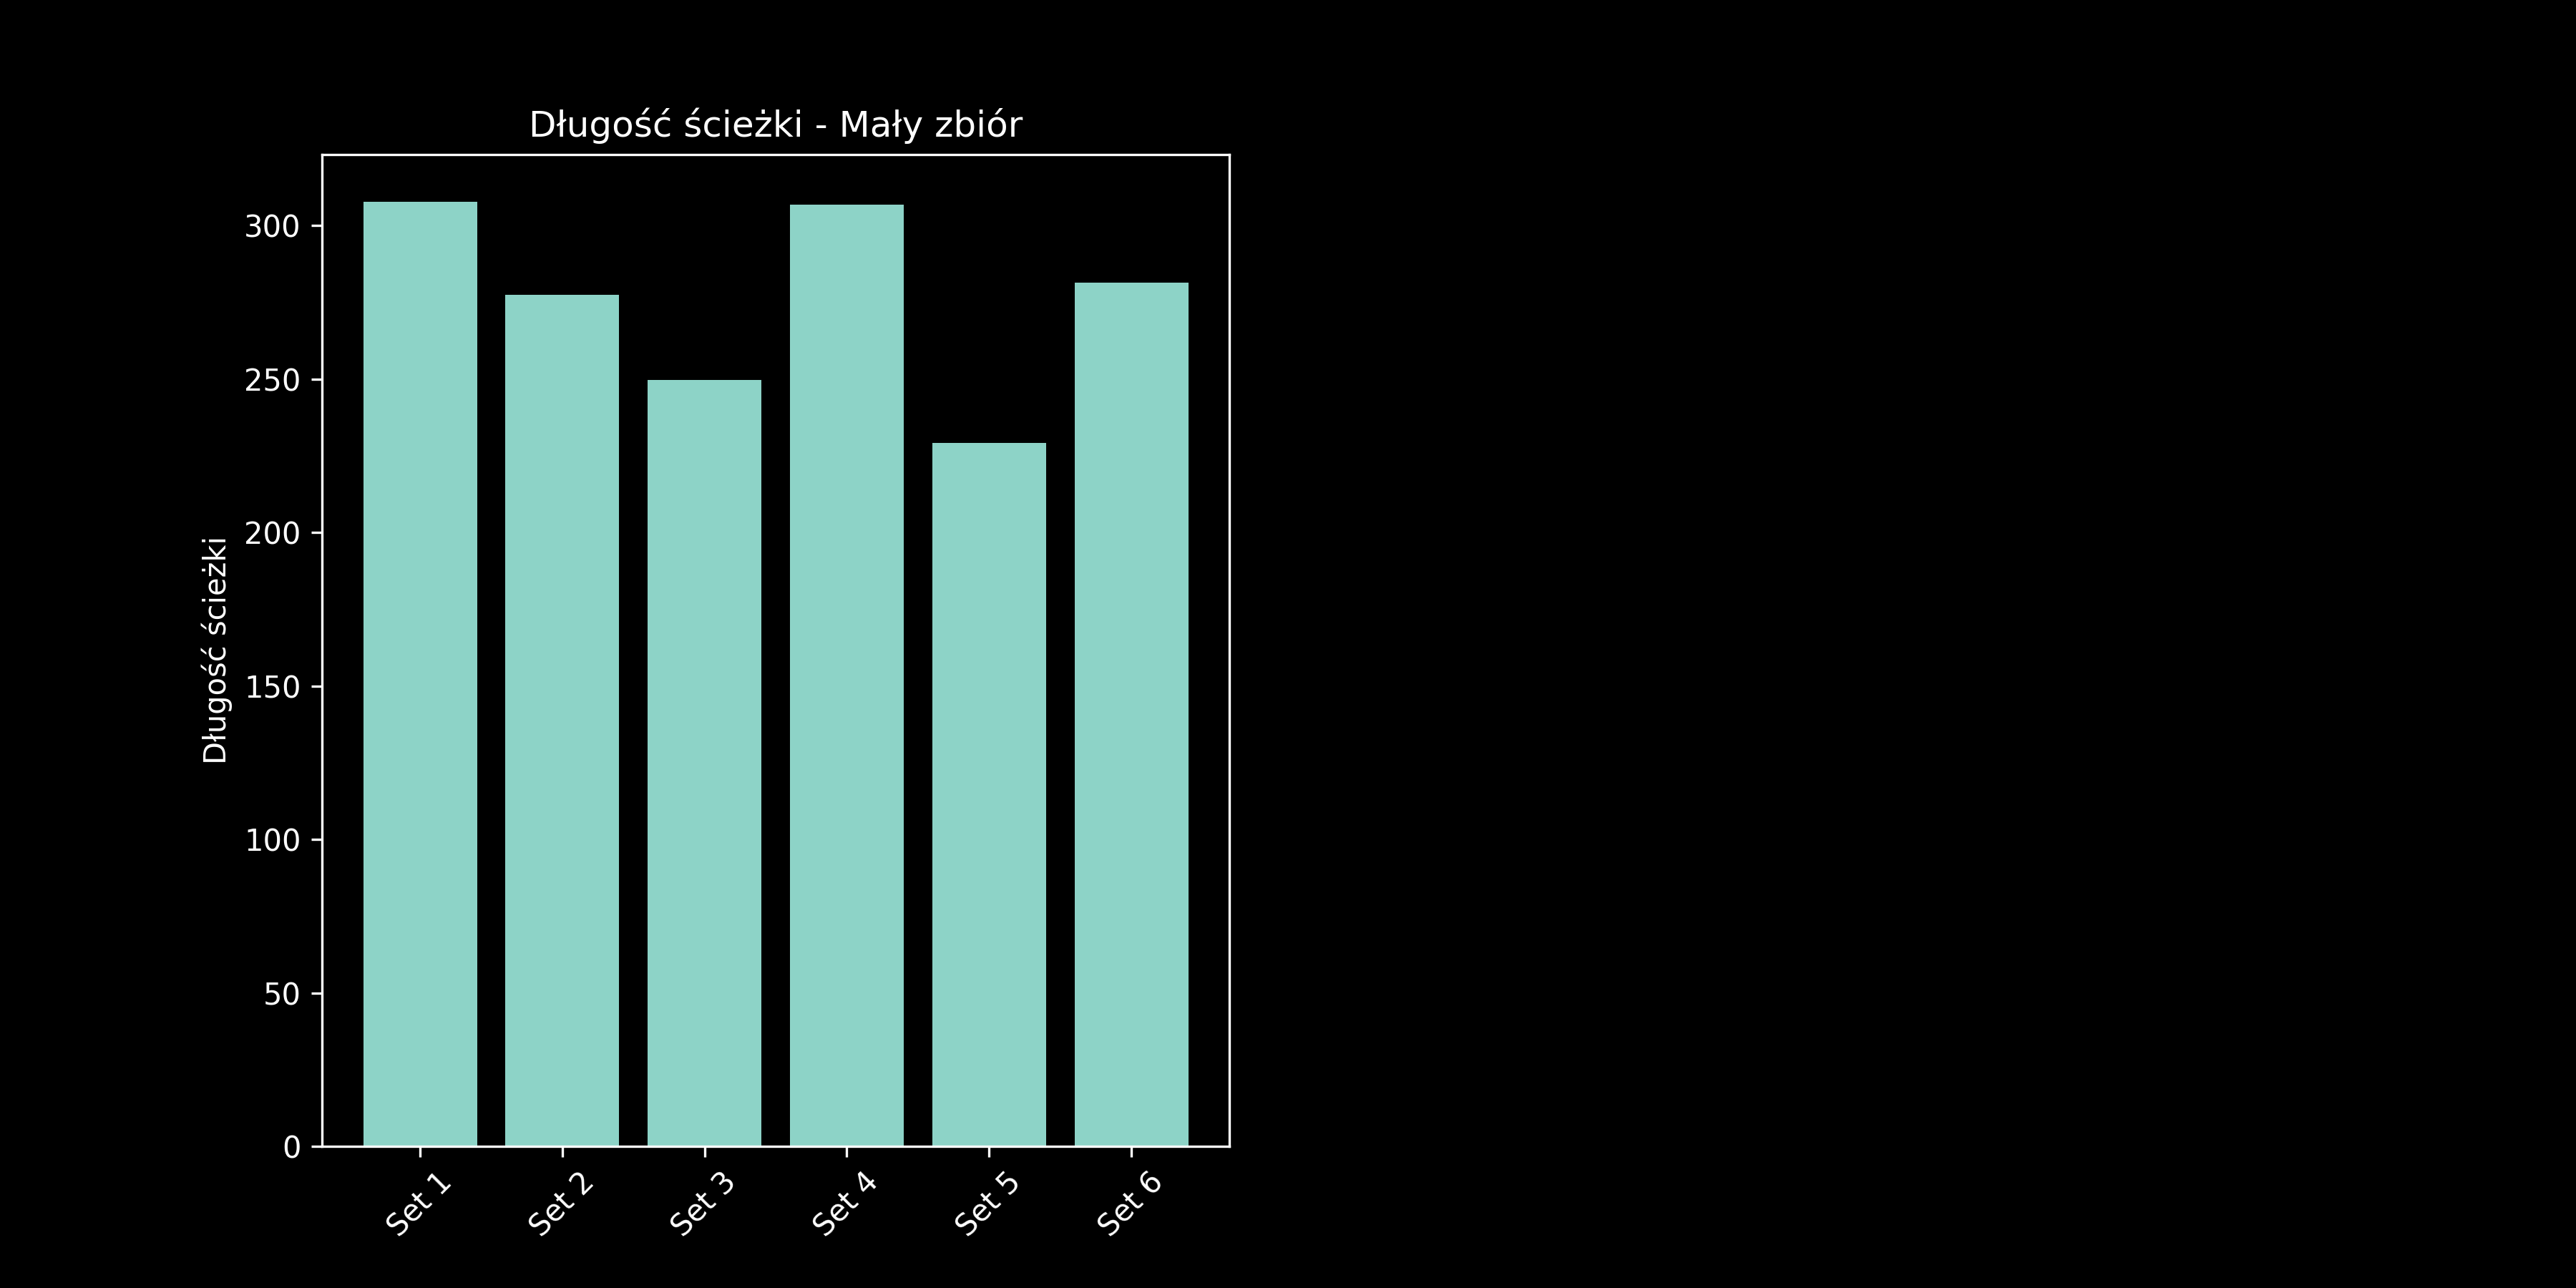 Długość ścieżki - Mały zbiór
Długość ścieżki
300
250
200
150
100
50
0
Set 1
Set 2
Set 3
Set 4
Set 5
Set 6